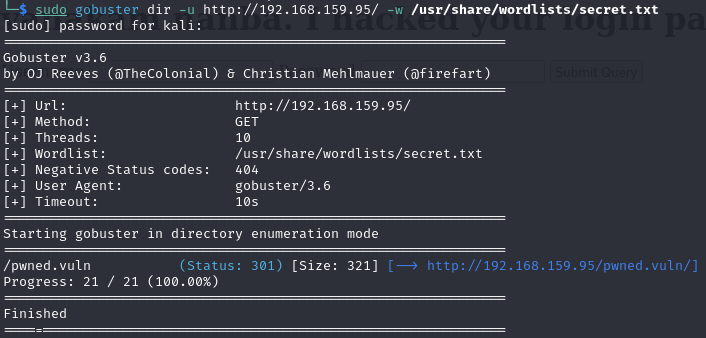 └─$ sudo gobuster dir -u http://192.168.159.95/ -w /usr/share/wordlists/secret.txt
[sudo] password for kali:
===============================================================
Gobuster v3.6
by OJ Reeves (@TheColonial) & Christian Mehlmauer (@firefart)
===============================================================
[+] Url: http://192.168.159.95/
[+] Method: GET
[+] Threads: 10
[+] Wordlist: /usr/share/wordlists/secret.txt
[+] Negative Status codes: 404
[+] User Agent: gobuster/3.6
[+] Timeout: 10s
===============================================================
Starting gobuster in directory enumeration mode
===============================================================
/pwned.vuln (Status: 301) [Size: 321] [--> http://192.168.159.95/pwned.vuln/]
Progress: 21 / 21 (100.00%)
===============================================================
Finished
===============================================================
I hacked your login pa
Submit Query